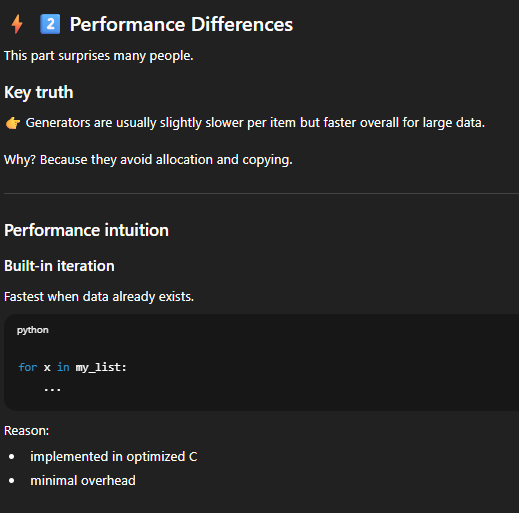 ⚡ 2️⃣ Performance Differences
This part surprises many people.
Key truth
👉 Generators are usually slightly slower per item but faster overall for large data.
Why? Because they avoid allocation and copying.
Performance intuition
Built-in iteration
Fastest when data already exists.
python
for x in my_list:
    ...
Reason:
• implemented in optimized C
• minimal overhead